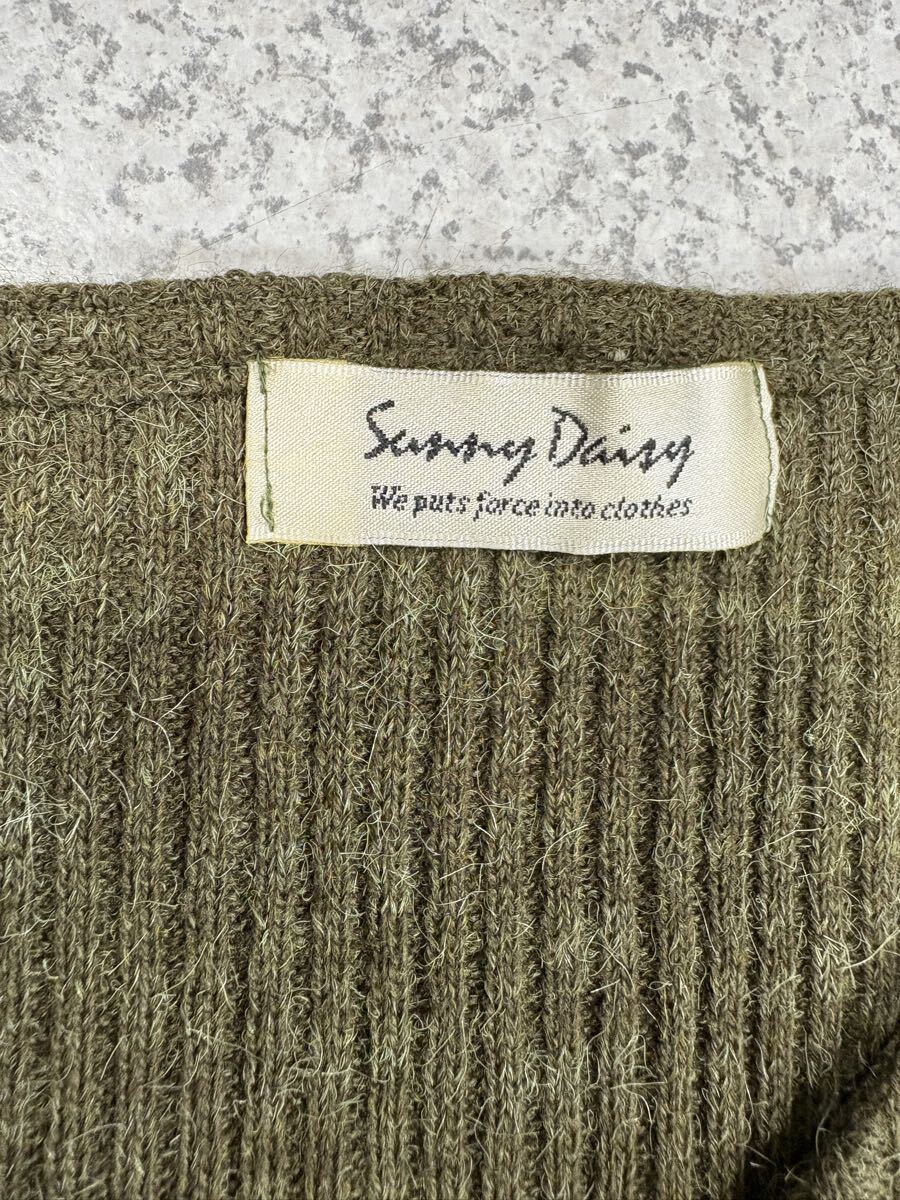 Sunny Daisy
We puts force into clothes